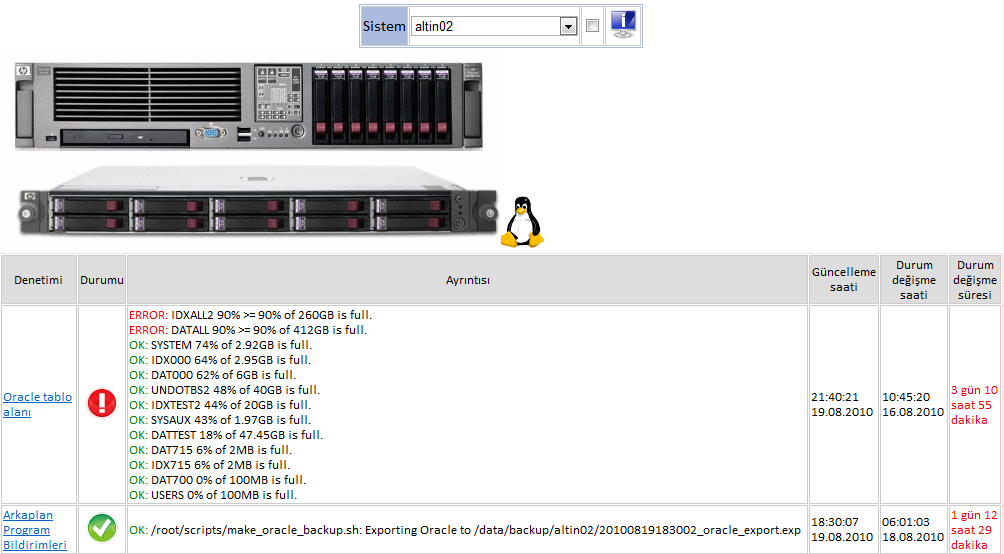 Sistem
altin02
Denetimi
Durumu
Ayrıntısı
Güncelleme saati
Durum değişme saati
Durum değişme süresi
Oracle tablo alanı
ERROR: IDXALL2 90% >= 90% of 260GB is full.
ERROR: DATALL 90% >= 90% of 412GB is full.
OK: SYSTEM 74% of 2.92GB is full.
OK: IDX000 64% of 2.95GB is full.
OK: DAT000 62% of 6GB is full.
OK: UNDOTBS2 48% of 40GB is full.
OK: IDXTEST2 44% of 20GB is full.
OK: SYSAUX 43% of 1.97GB is full.
OK: DATTEST 18% of 47.45GB is full.
OK: DAT715 6% of 2MB is full.
OK: IDX715 6% of 2MB is full.
OK: DAT700 0% of 100MB is full.
OK: USERS 0% of 100MB is full.
21:40:21
19.08.2010
10:45:20
16.08.2010
3 gün 10
saat 55
dakika
Arkaplan
Program
Bildirimleri
OK: /root/scripts/make_oracle_backup.sh: Exporting Oracle to /data/backup/altin02/20100819183002_oracle_export.exp
18:30:07
19.08.2010
06:01:03
18.08.2010
1 gün 12
saat 29
dakika